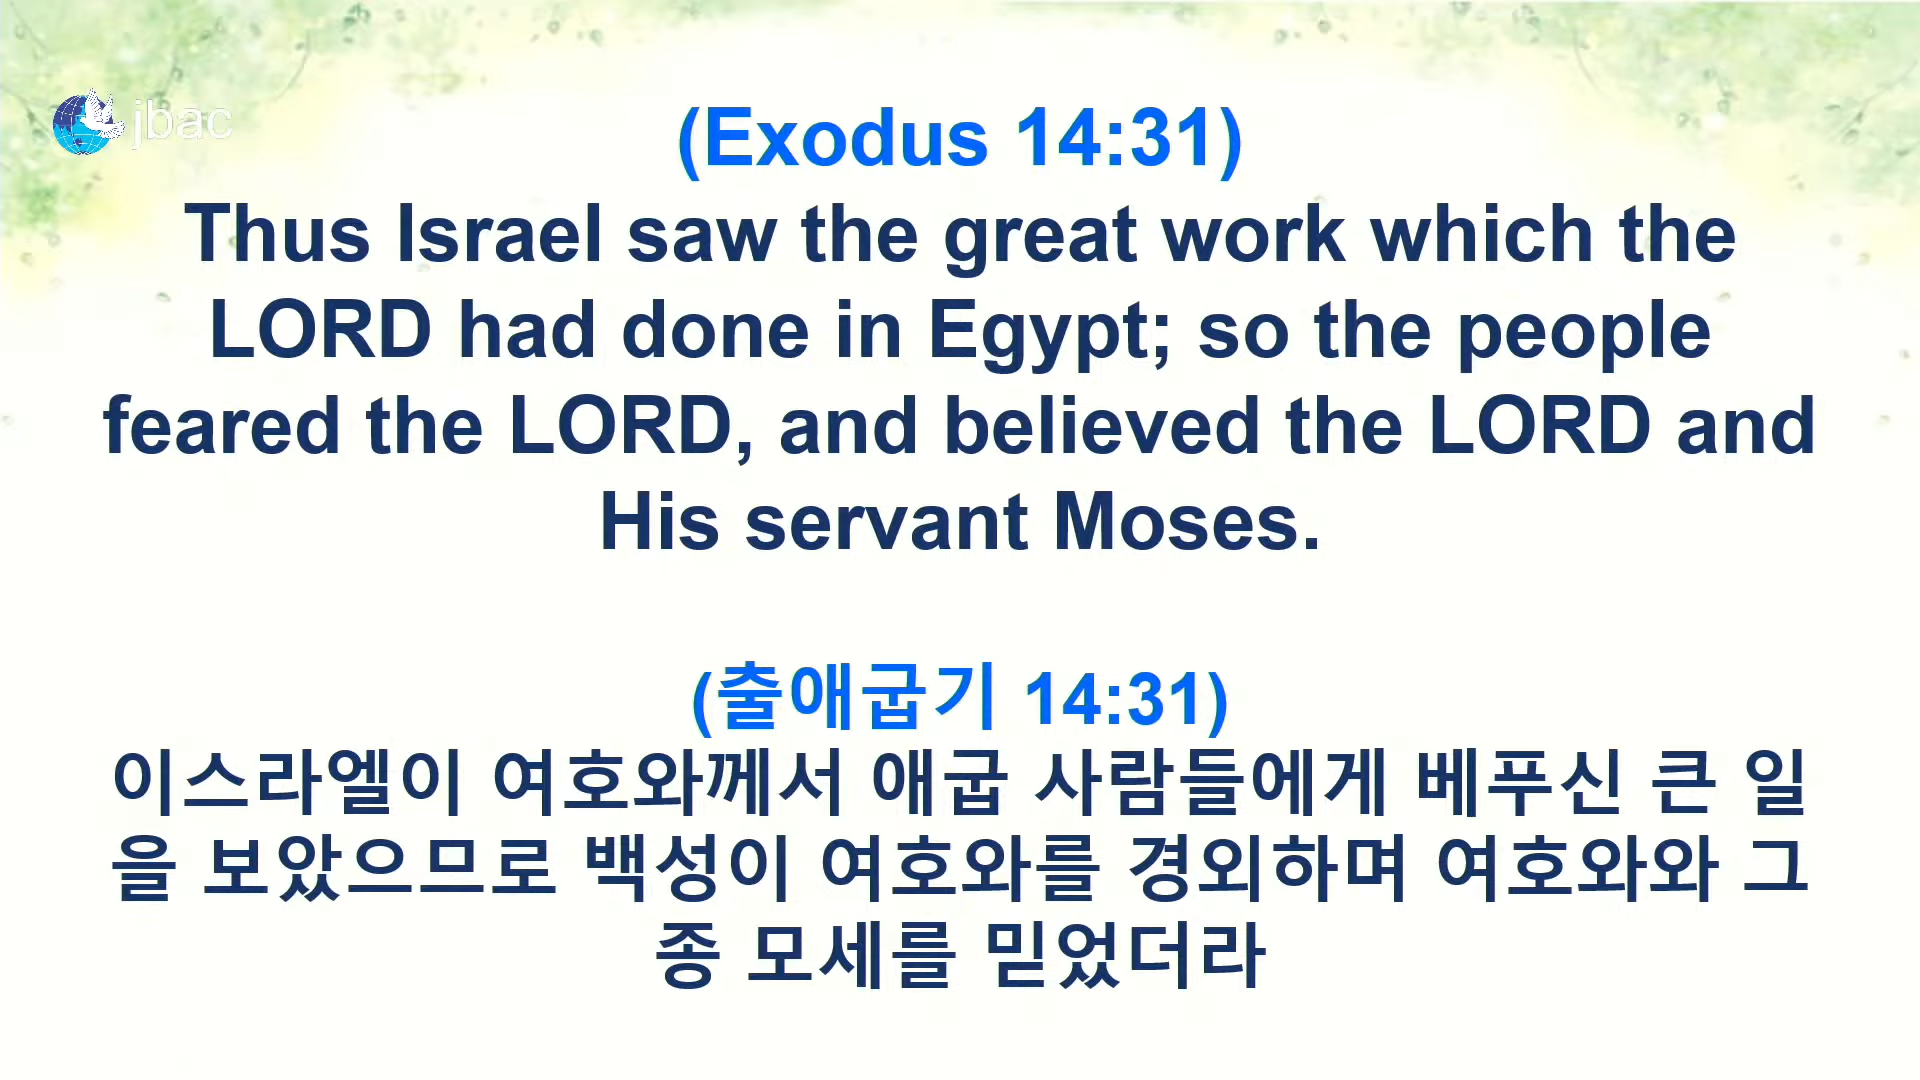 jbac
(Exodus 14:31)
Thus Israel saw the great work which the
LORD had done in Egypt; so the people
feared the LORD, and believed the LORD and
His servant Moses.
(출애굽기 14:31)
이스라엘이 여호와께서 애굽 사람들에게 베푸신 큰 일
을 보았으므로 백성이 여호와를 경외하며 여호와와 그
종 모세를 믿었더라